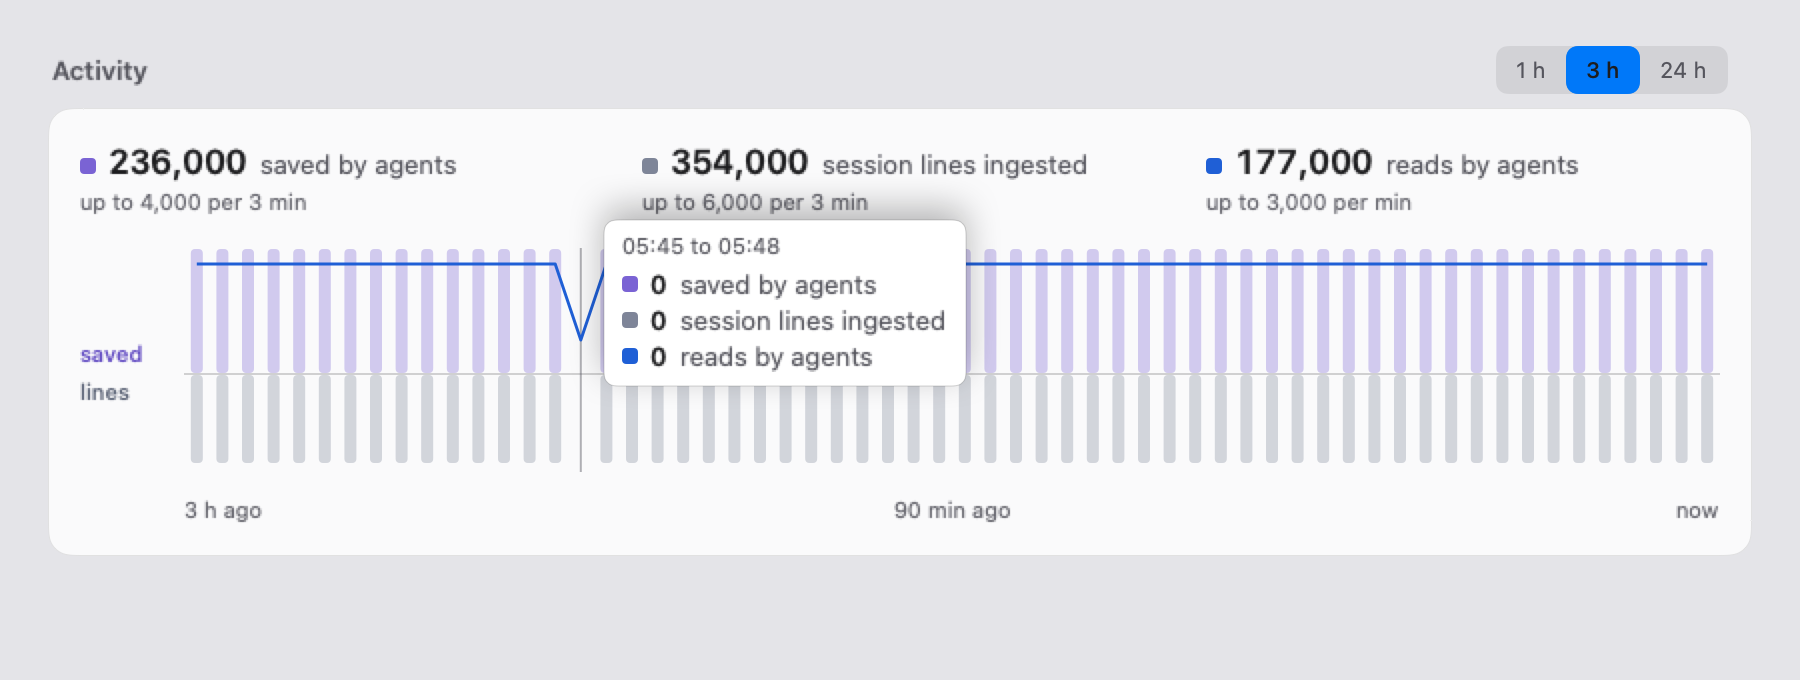 Activity
1 h 3 h 24 h
236,000 saved by agents
up to 4,000 per 3 min
354,000 session lines ingested
up to 6,000 per 3 min
177,000 reads by agents
up to 3,000 per min
05:45 to 05:48
0 saved by agents
0 session lines ingested
0 reads by agents
saved
lines
3 h ago
90 min ago
now